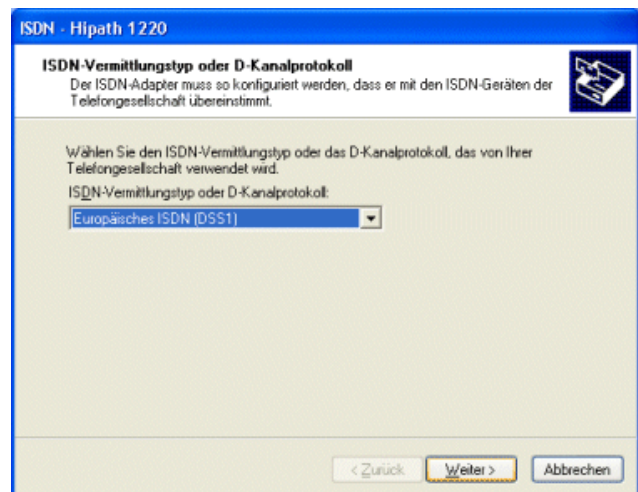 ISDN - Hipath 1220
ISDN-Vermittlungstyp oder D-Kanalprotokoll
Der ISDN-Adapter muss so konfiguriert werden, dass er mit den ISDN-Geräten der
Telefongesellschaft übereinstimmt.
Wählen Sie den ISDN-Vermittlungstyp oder das D-Kanalprotokoll, das von Ihrer
Telefongesellschaft verwendet wird.
ISDN-Vermittlungstyp oder D-Kanalprotokoll:
Europäisches ISDN (DSS1)
< Zurück Weiter > Abbrechen